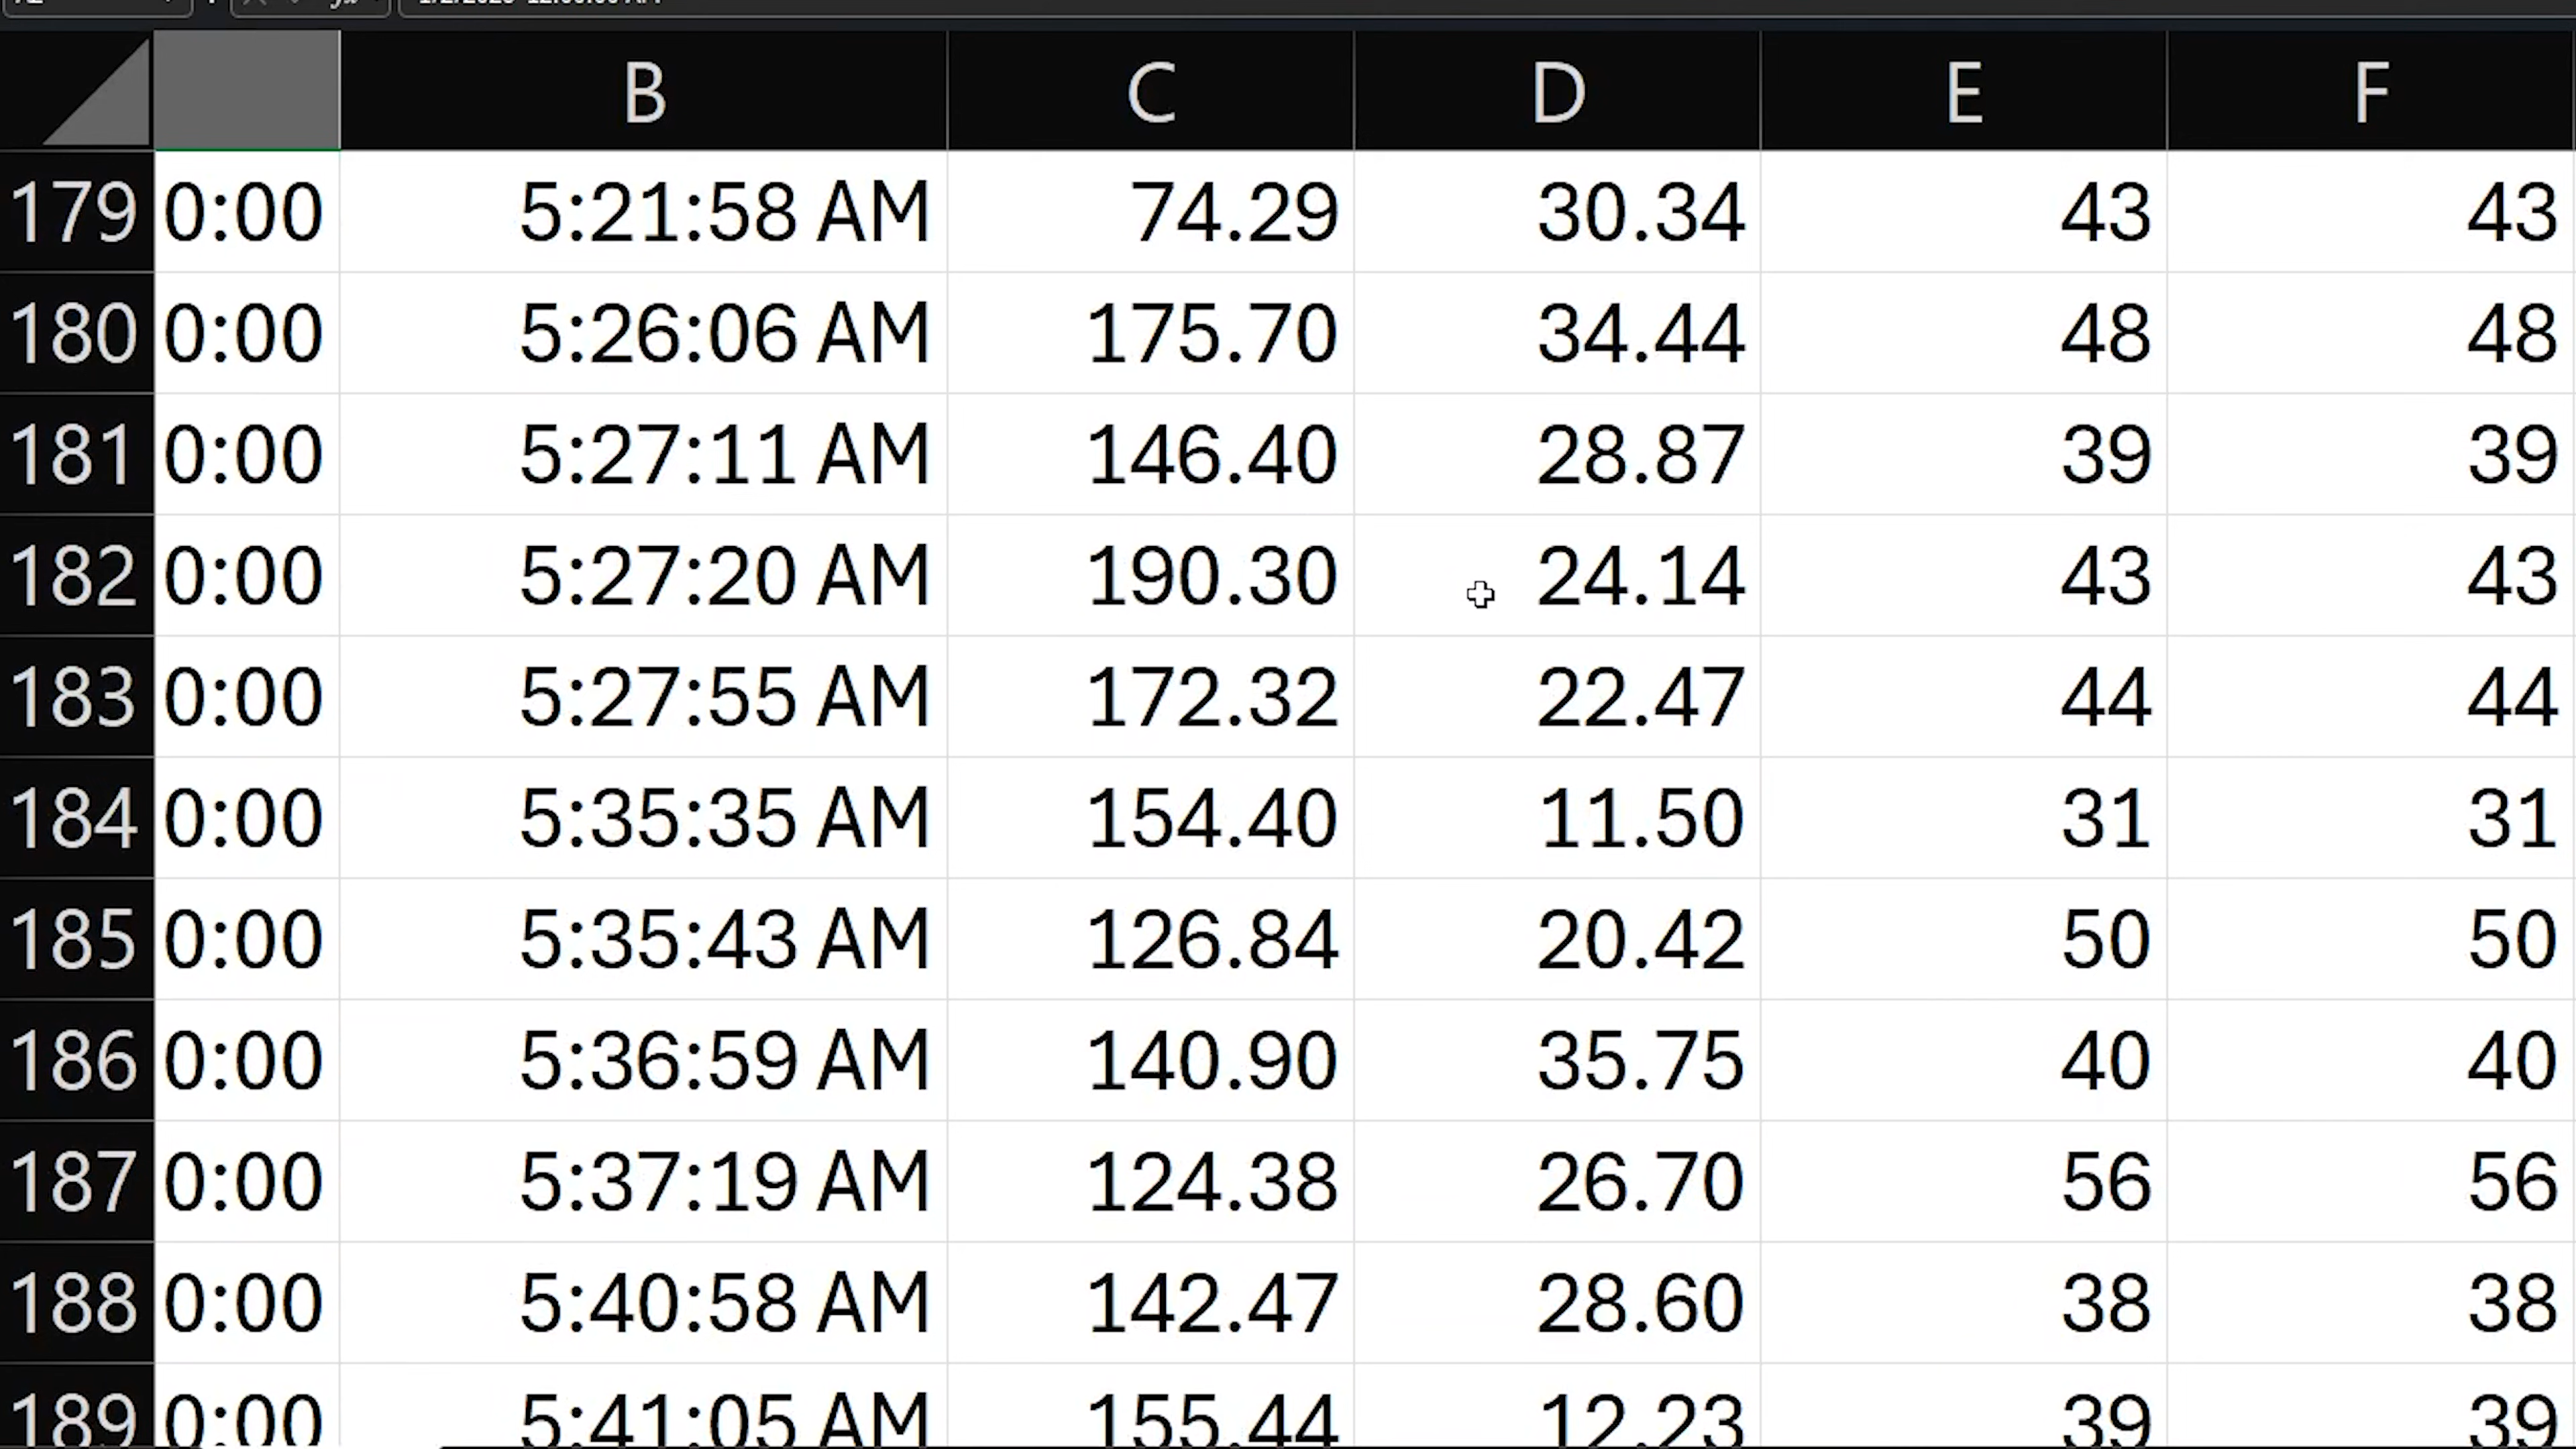 B C D E F
179 0:00 5:21:58 AM 74.29 30.34 43 43
180 0:00 5:26:06 AM 175.70 34.44 48 48
181 0:00 5:27:11 AM 146.40 28.87 39 39
182 0:00 5:27:20 AM 190.30 24.14 43 43
183 0:00 5:27:55 AM 172.32 22.47 44 44
184 0:00 5:35:35 AM 154.40 11.50 31 31
185 0:00 5:35:43 AM 126.84 20.42 50 50
186 0:00 5:36:59 AM 140.90 35.75 40 40
187 0:00 5:37:19 AM 124.38 26.70 56 56
188 0:00 5:40:58 AM 142.47 28.60 38 38
189 0:00 5:41:05 AM 155.44 12.23 39 39